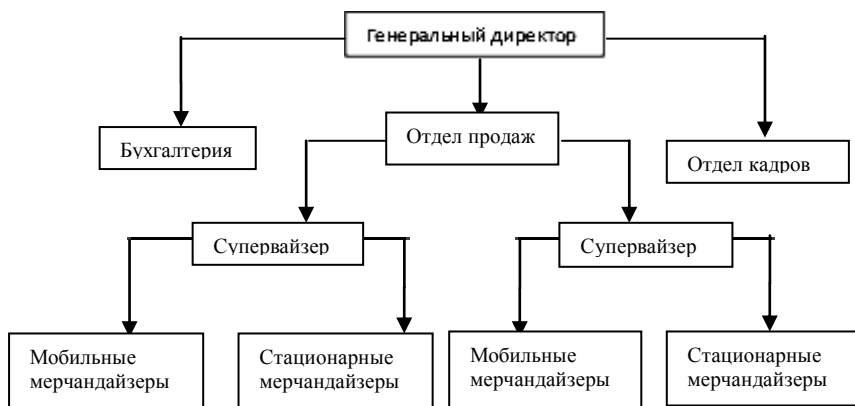 Генеральный директор
Бухгалтерия
Отдел продаж
Отдел кадров
Супервайзер
Супервайзер
Мобильные
мерчандайзеры
Стационарные
мерчандайзеры
Мобильные
мерчандайзеры
Стационарные
мерчандайзеры